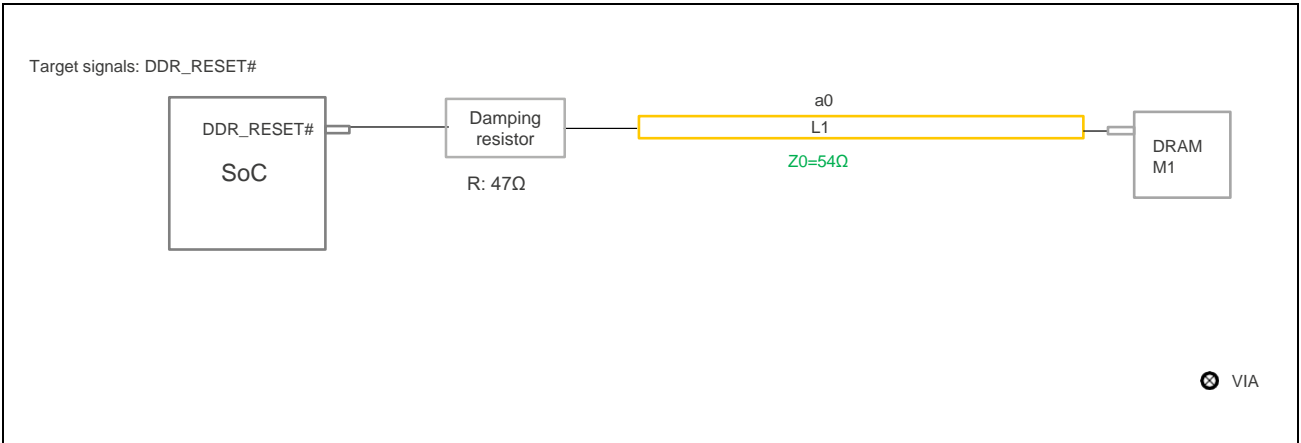 Target signals: DDR_RESET#
DDR_RESET#
SoC
Damping
resistor
R: 47Ω
a0
L1
Z0=54Ω
DRAM
M1
VIA